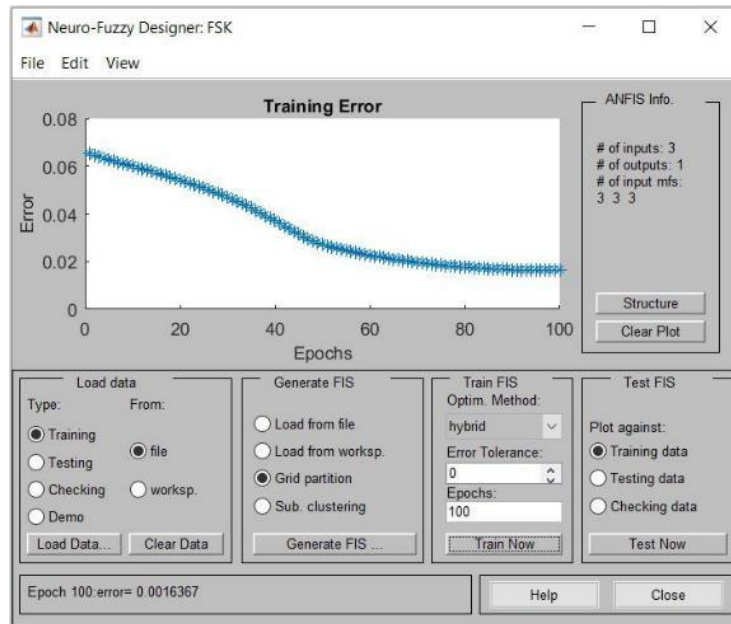 Neuro-Fuzzy Designer: FSK
File Edit View
Training Error
0.08
0.06
0.04
0.02
0
Error
0 20 40 60 80 100
Epochs
ANFIS Info.
# of inputs: 3
# of outputs: 1
# of input mfs:
3 3 3
Structure
Clear Plot
Load data
Type: From:
Training
Testing
Checking
Demo
file
worksp.
Load Data... Clear Data
Generate FIS
Load from file
Load from worksp.
Grid partition
Sub. clustering
Generate FIS ...
Train FIS
Optim. Method:
hybrid
Error Tolerance:
0
Epochs:
100
Train Now
Test FIS
Plot against:
Training data
Testing data
Checking data
Test Now
Epoch 100:error= 0.0016367
Help
Close